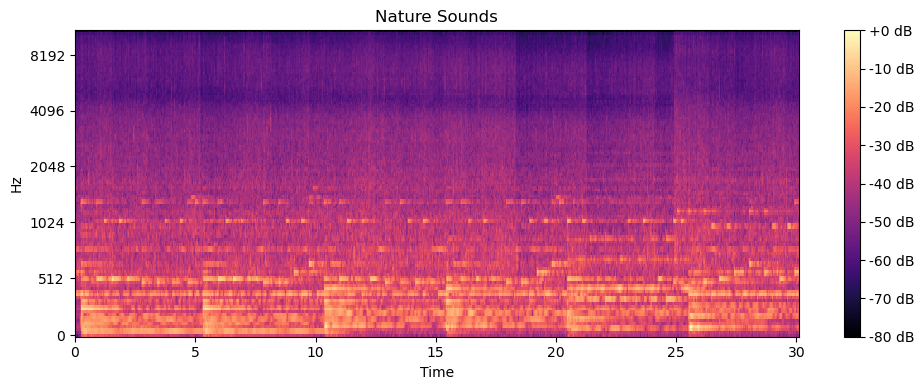 Nature Sounds
8192
4096
2048
1024
512
0
Hz
0
5
10
15
20
25
30
Time
+0 dB
-10 dB
-20 dB
-30 dB
-40 dB
-50 dB
-60 dB
-70 dB
-80 dB